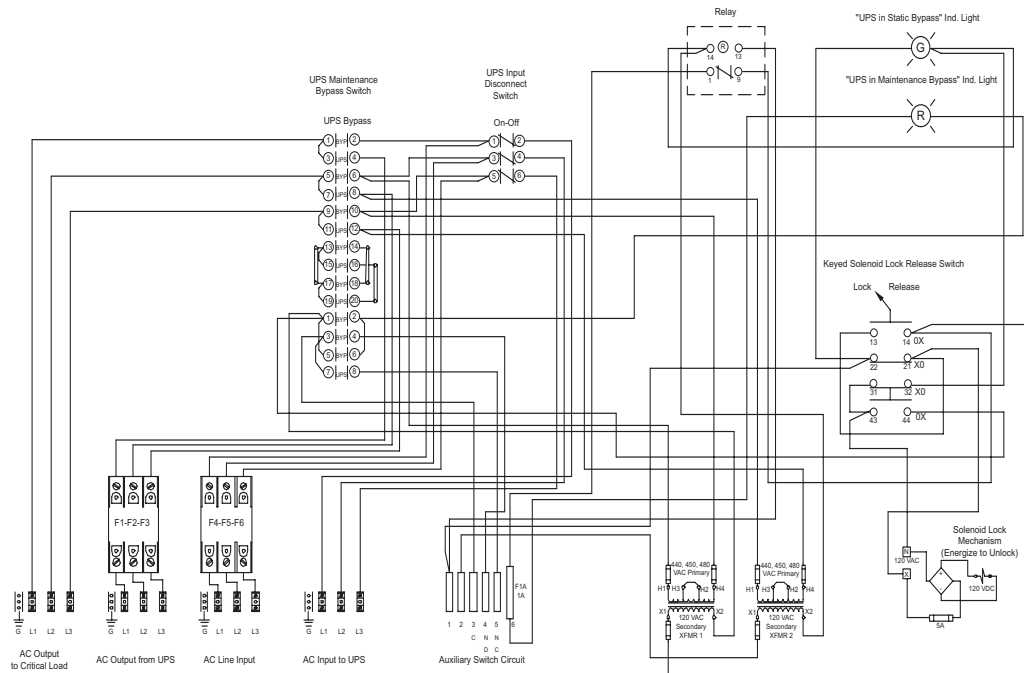 Relay
"UPS in Static Bypass" Ind. Light
R
14 13
G
1 9
"UPS in Maintenance Bypass" Ind. Light
R
UPS Maintenance
Bypass Switch
UPS Input
Disconnect
Switch
UPS Bypass
On-Off
1 BYP 2
3 UPS 4
5 BYP 6
7 UPS 8
9 BYP 10
11 UPS 12
13 BYP 14
15 UPS 16
17 BYP 18
19 UPS 20
1 BYP 2
3 BYP 4
5 BYP 6
7 UPS 8
1 2
3 4
5 6
Keyed Solenoid Lock Release Switch
Lock Release
13 14 0X
22 21 X0
31 32 X0
43 44 0X
F1-F2-F3
F4-F5-F6
Solenoid Lock
Mechanism
(Energize to Unlock)
N
120 VAC
X
120 VDC
5A
440, 450, 480
VAC Primary
H1 H3 H2 H4
X1 X2
120 VAC
Secondary
XFMR 1
440, 450, 480
VAC Primary
H1 H3 H2 H4
X1 X2
120 VAC
Secondary
XFMR 2
F1A
1A
1 2 3 4 5 6
C N N
D C
G L1 L2 L3
G L1 L2 L3
G L1 L2 L3
G L1 L2 L3
AC Output
to Critical Load
AC Output from UPS
AC Line Input
AC Input to UPS
Auxiliary Switch Circuit